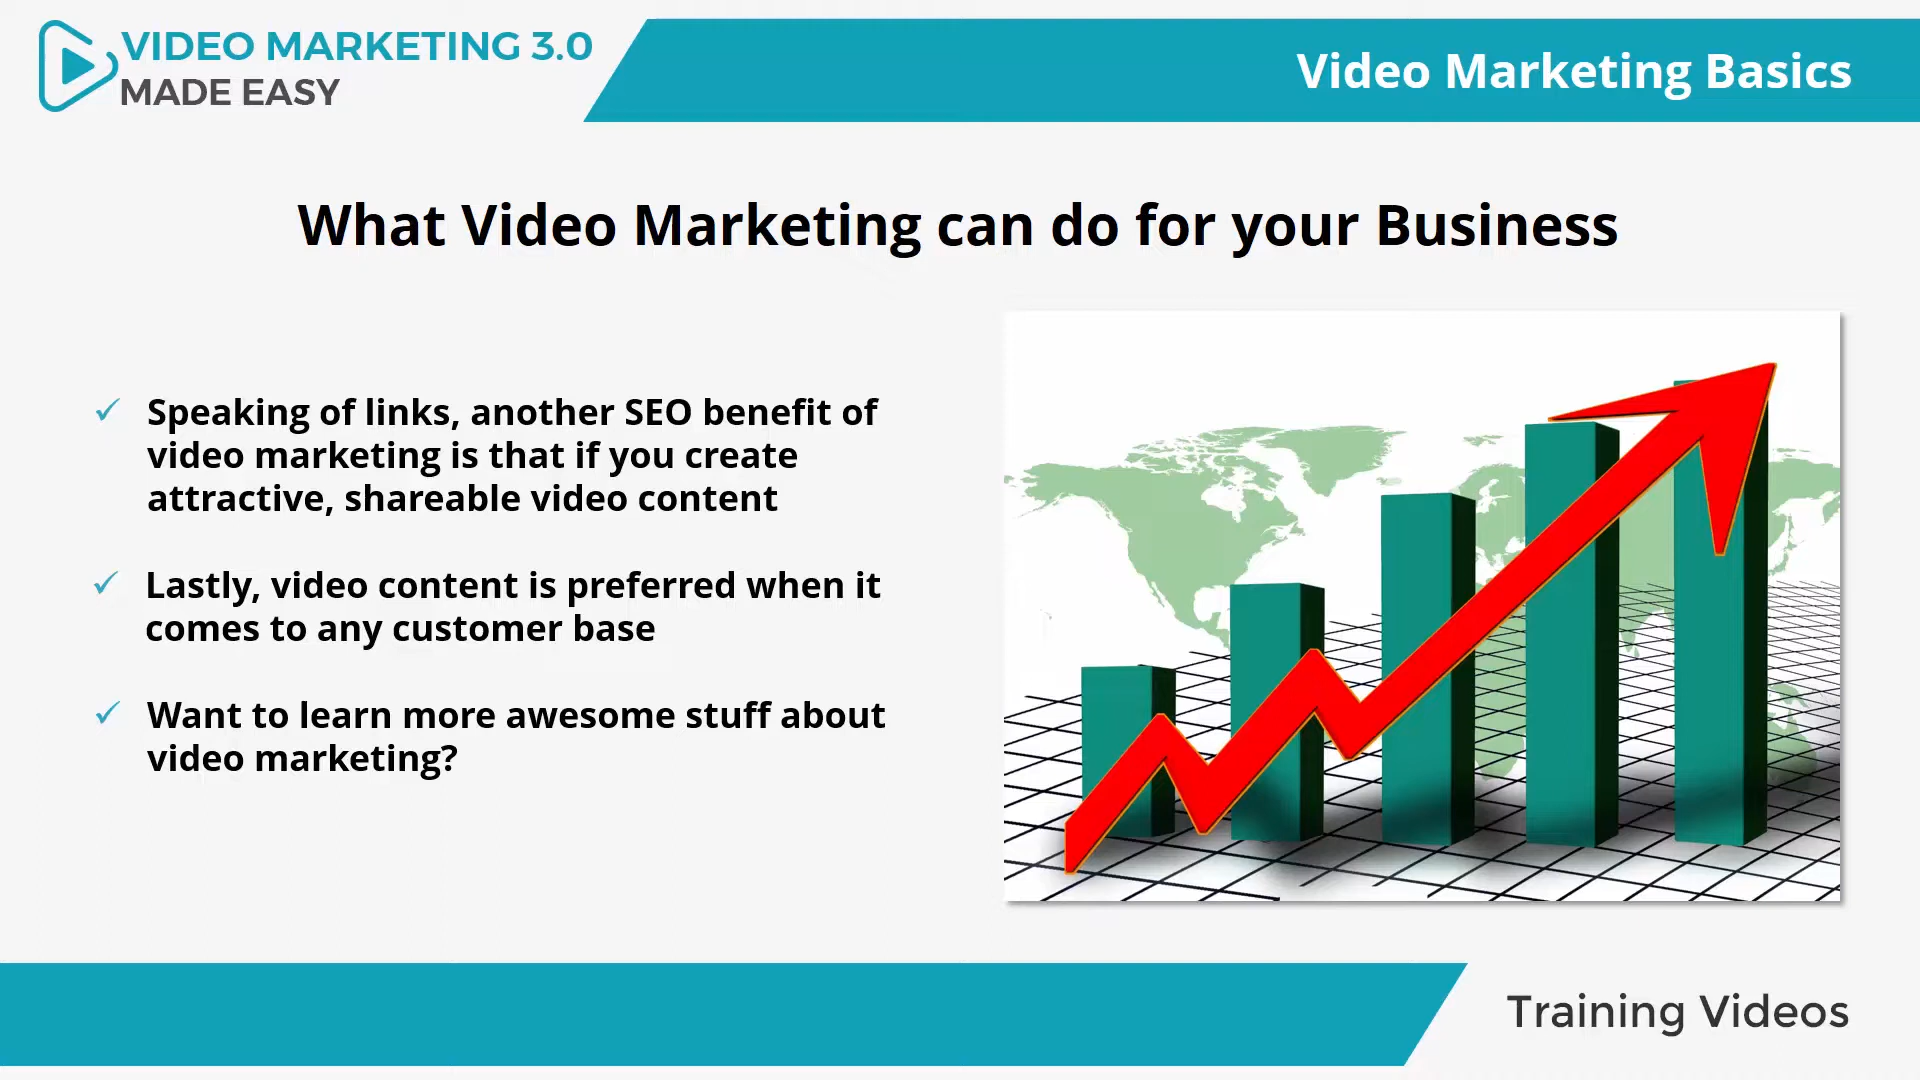 VIDEO MARKETING 3.0
MADE EASY
Video Marketing Basics
What Video Marketing can do for your Business
Speaking of links, another SEO benefit of
video marketing is that if you create
attractive, shareable video content
Lastly, video content is preferred when it
comes to any customer base
Want to learn more awesome stuff about
video marketing?
Training Videos